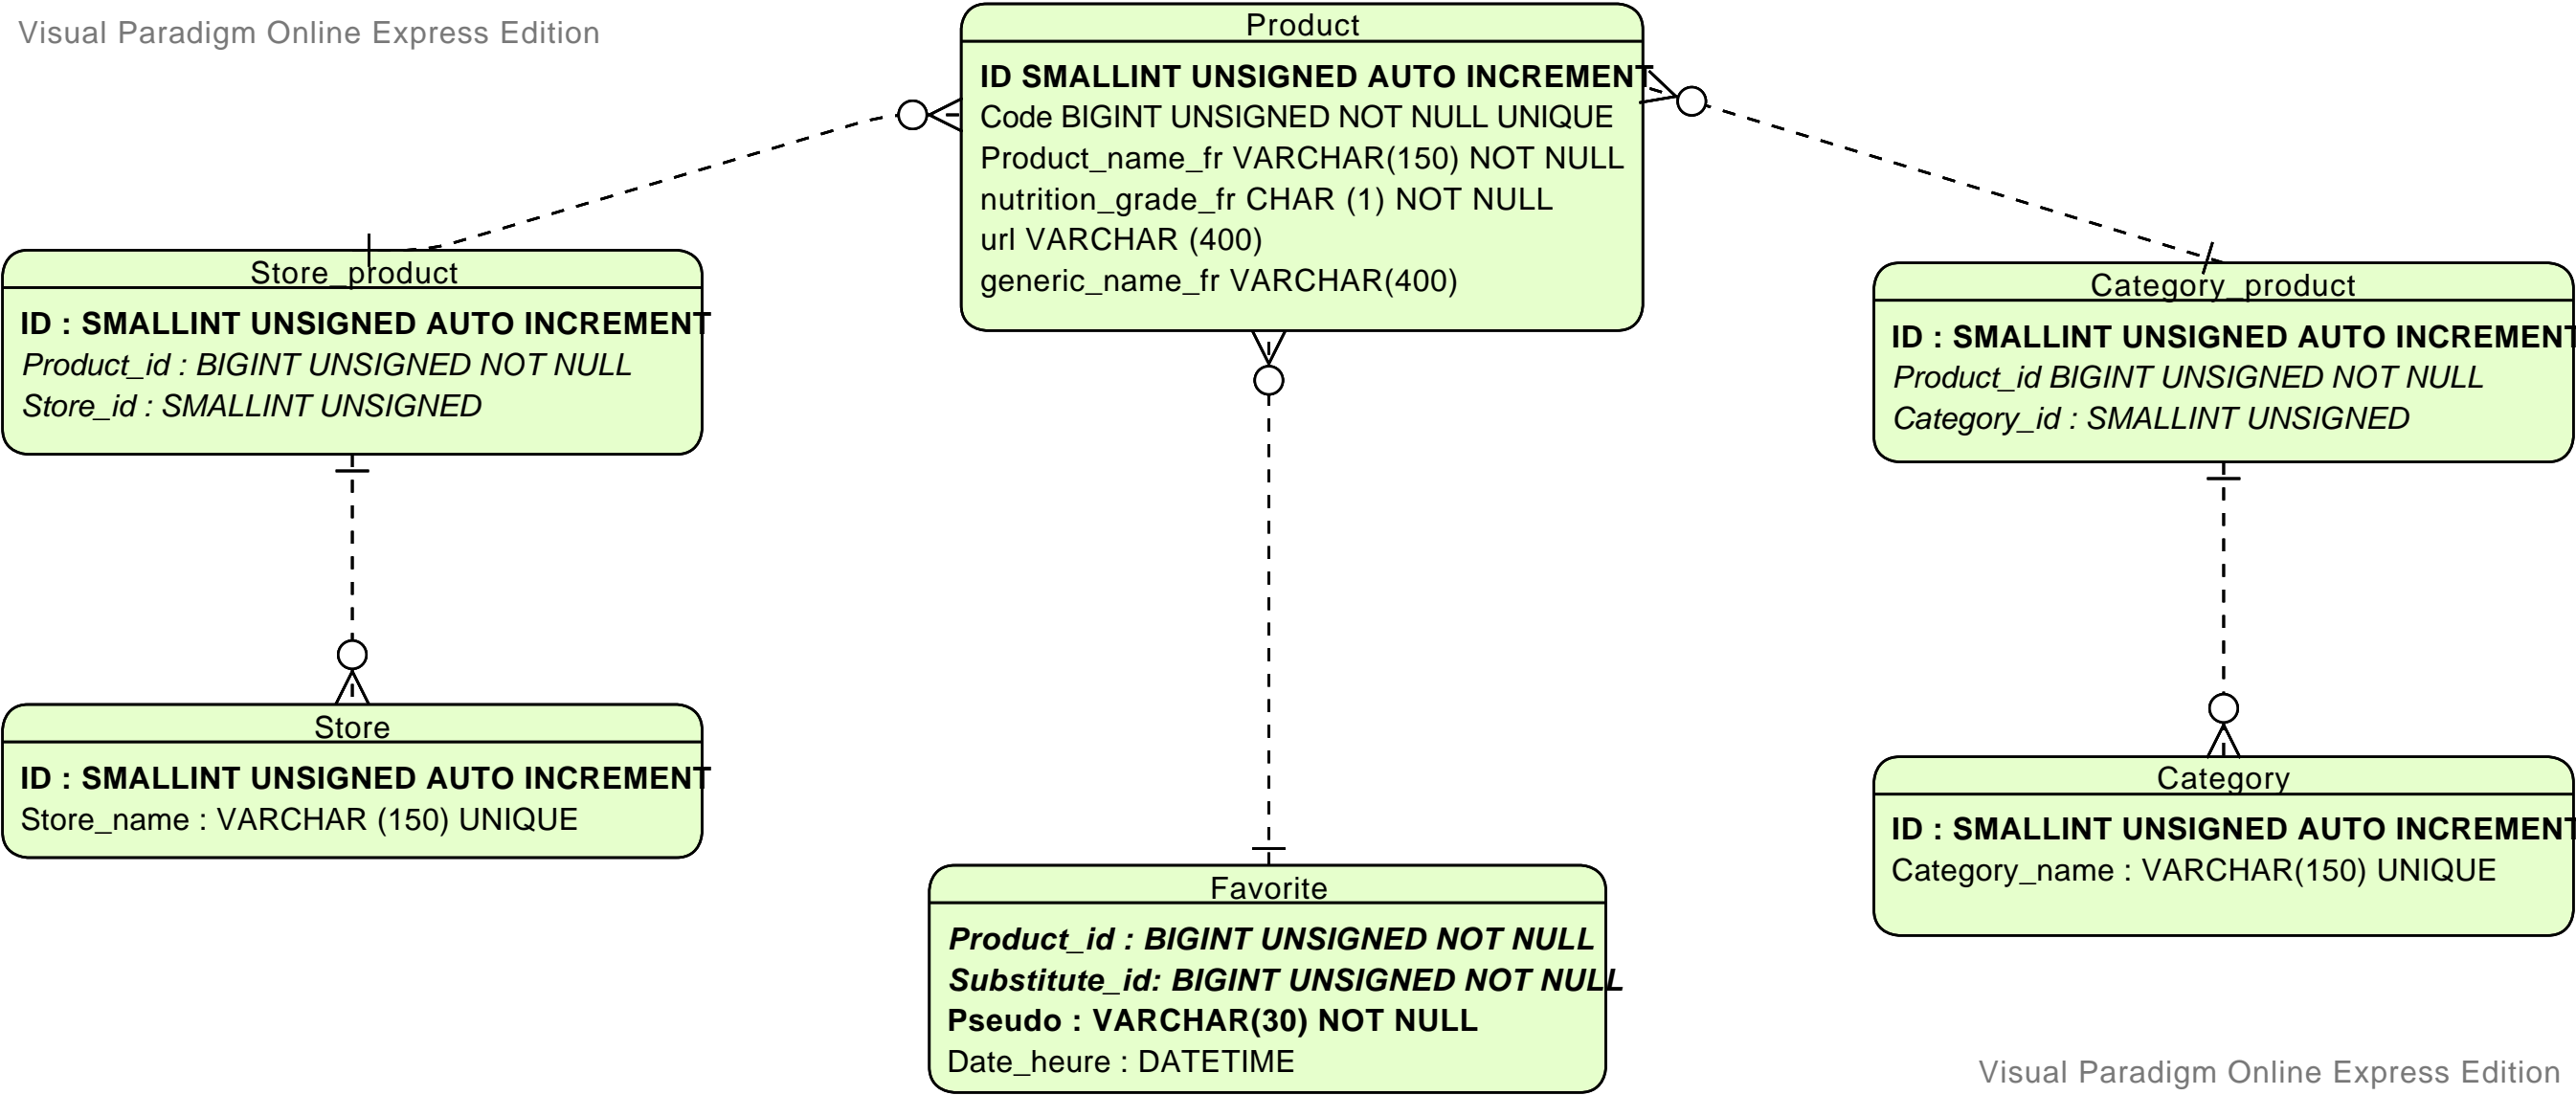 Visual Paradigm Online Express Edition
Product
ID SMALLINT UNSIGNED AUTO INCREMENT
Code BIGINT UNSIGNED NOT NULL UNIQUE
Product_name_fr VARCHAR(150) NOT NULL
nutrition_grade_fr CHAR (1) NOT NULL
url VARCHAR (400)
generic_name_fr VARCHAR(400)
Store_product
ID : SMALLINT UNSIGNED AUTO INCREMENT
Product_id : BIGINT UNSIGNED NOT NULL
Store_id : SMALLINT UNSIGNED
Category_product
ID : SMALLINT UNSIGNED AUTO INCREMENT
Product_id BIGINT UNSIGNED NOT NULL
Category_id : SMALLINT UNSIGNED
Store
ID : SMALLINT UNSIGNED AUTO INCREMENT
Store_name : VARCHAR (150) UNIQUE
Category
ID : SMALLINT UNSIGNED AUTO INCREMENT
Category_name : VARCHAR(150) UNIQUE
Favorite
Product_id : BIGINT UNSIGNED NOT NULL
Substitute_id: BIGINT UNSIGNED NOT NULL
Pseudo : VARCHAR(30) NOT NULL
Date_heure : DATETIME
Visual Paradigm Online Express Edition